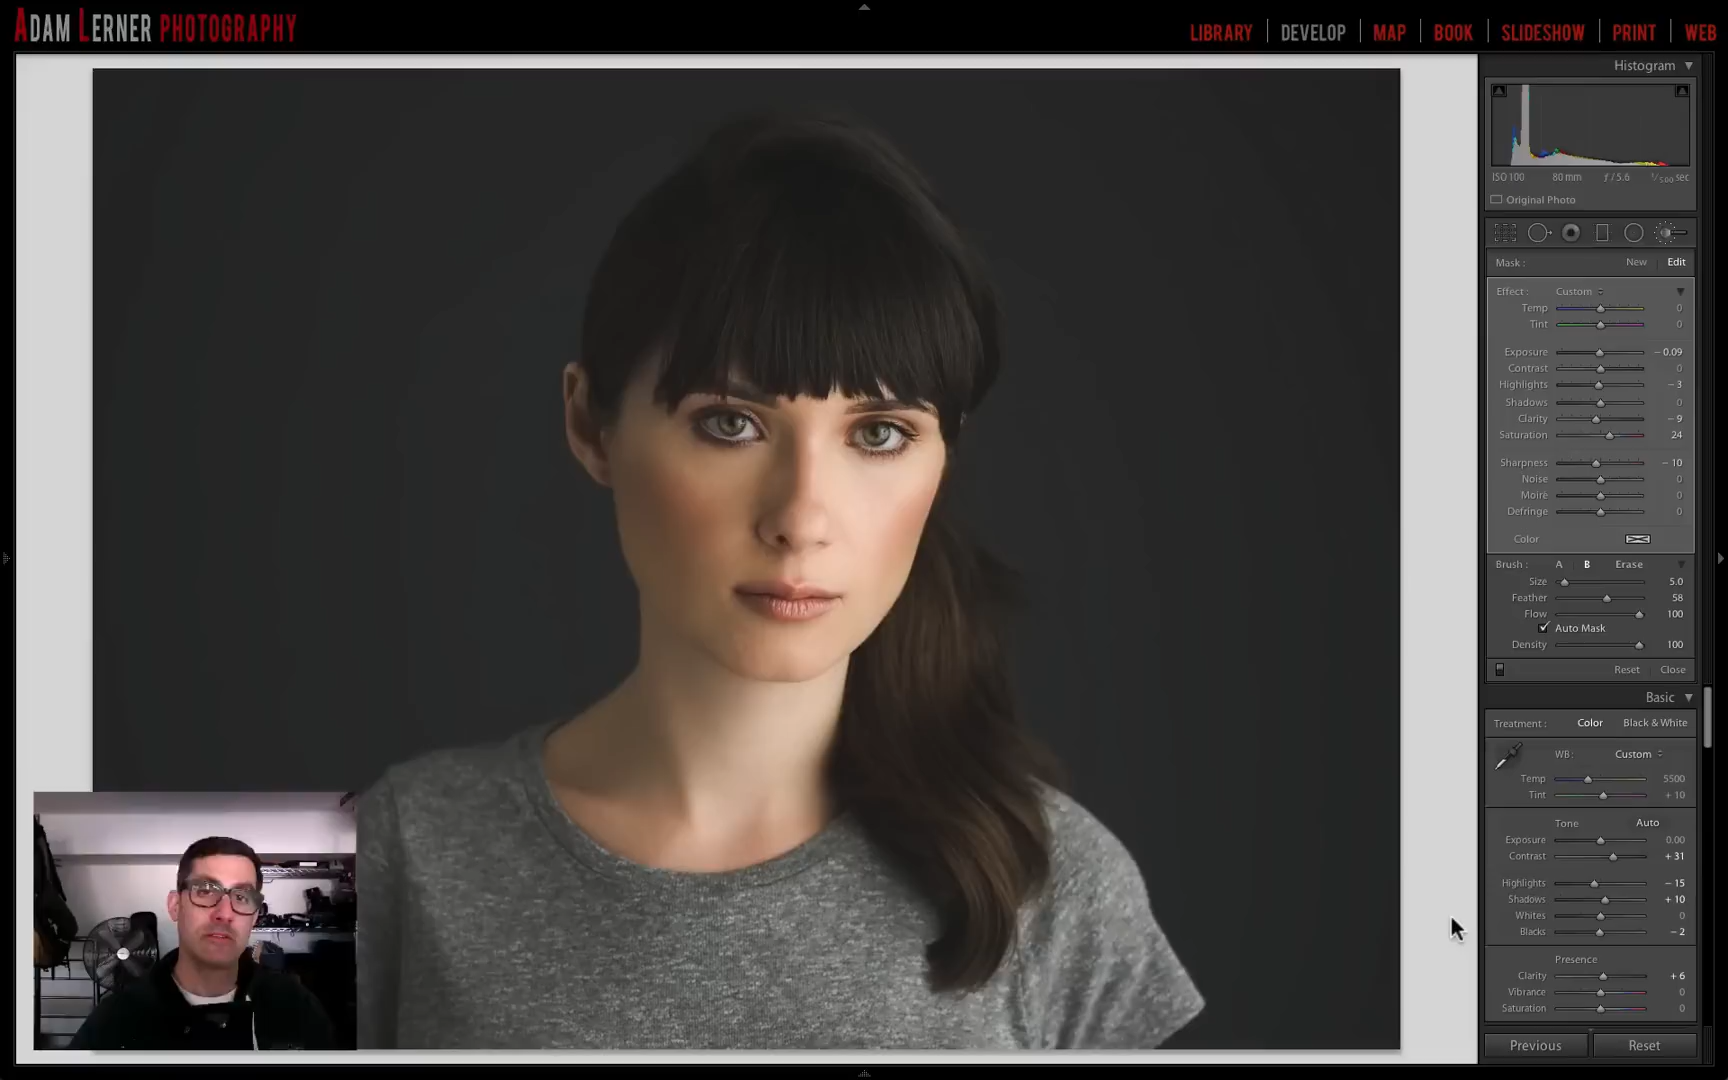 ADAM LERNER PHOTOGRAPHY
LIBRARY | DEVELOP | MAP | BOOK | SLIDESHOW | PRINT | WEB
Histogram
ISO 100 80 mm f / 5.6 1/500 sec
Original Photo
Mask : New Edit
Effect : Custom
Temp 0
Tint 0
Exposure − 0.09
Contrast 0
Highlights − 3
Shadows 0
Clarity − 9
Saturation 24
Sharpness − 10
Noise 0
Moiré 0
Defringe 0
Color
Brush : A B Erase
Size 5.0
Feather 58
Flow 100
Auto Mask
Density 100
Reset Close
Basic
Treatment : Color Black & White
WB : Custom
Temp 5500
Tint + 10
Tone Auto
Exposure 0.00
Contrast + 31
Highlights − 15
Shadows + 10
Whites 0
Blacks − 2
Presence
Clarity + 6
Vibrance 0
Saturation 0
Previous Reset